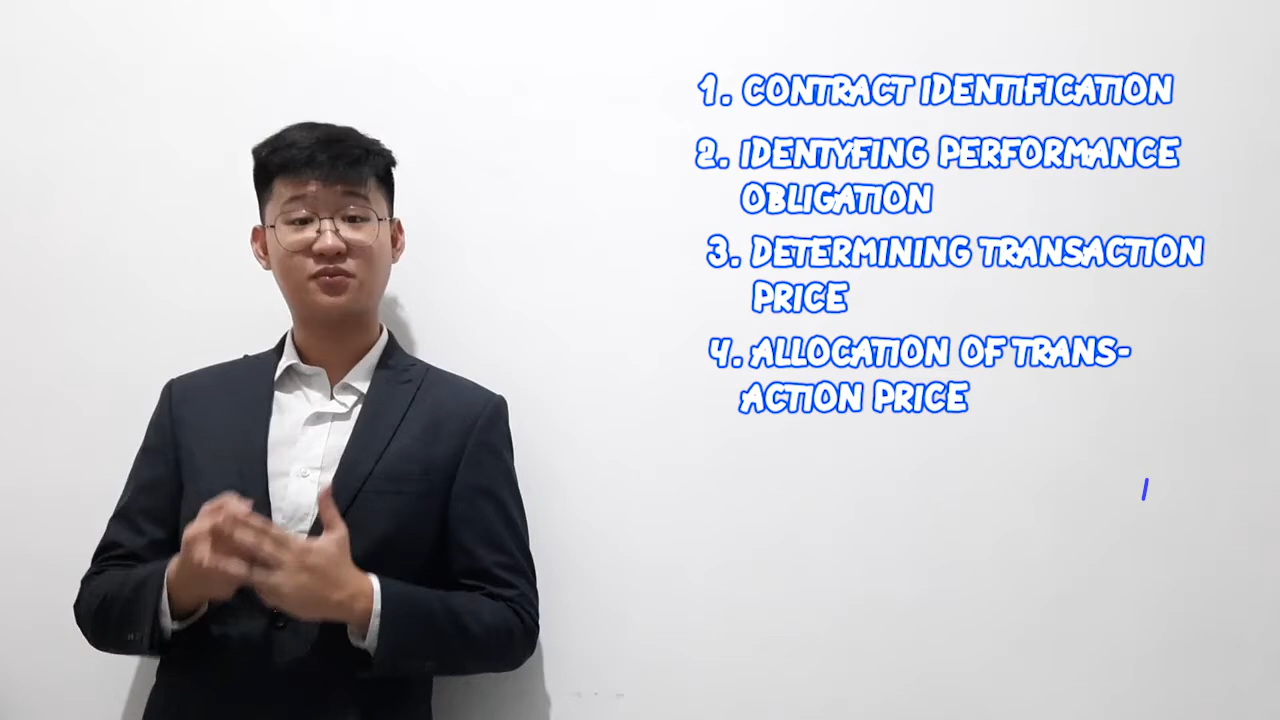 1. CONTRACT IDENTIFICATION
2. IDENTYFING PERFORMANCE
OBLIGATION
3. DETERMINING TRANSACTION
PRICE
4. ALLOCATION OF TRANS-
ACTION PRICE